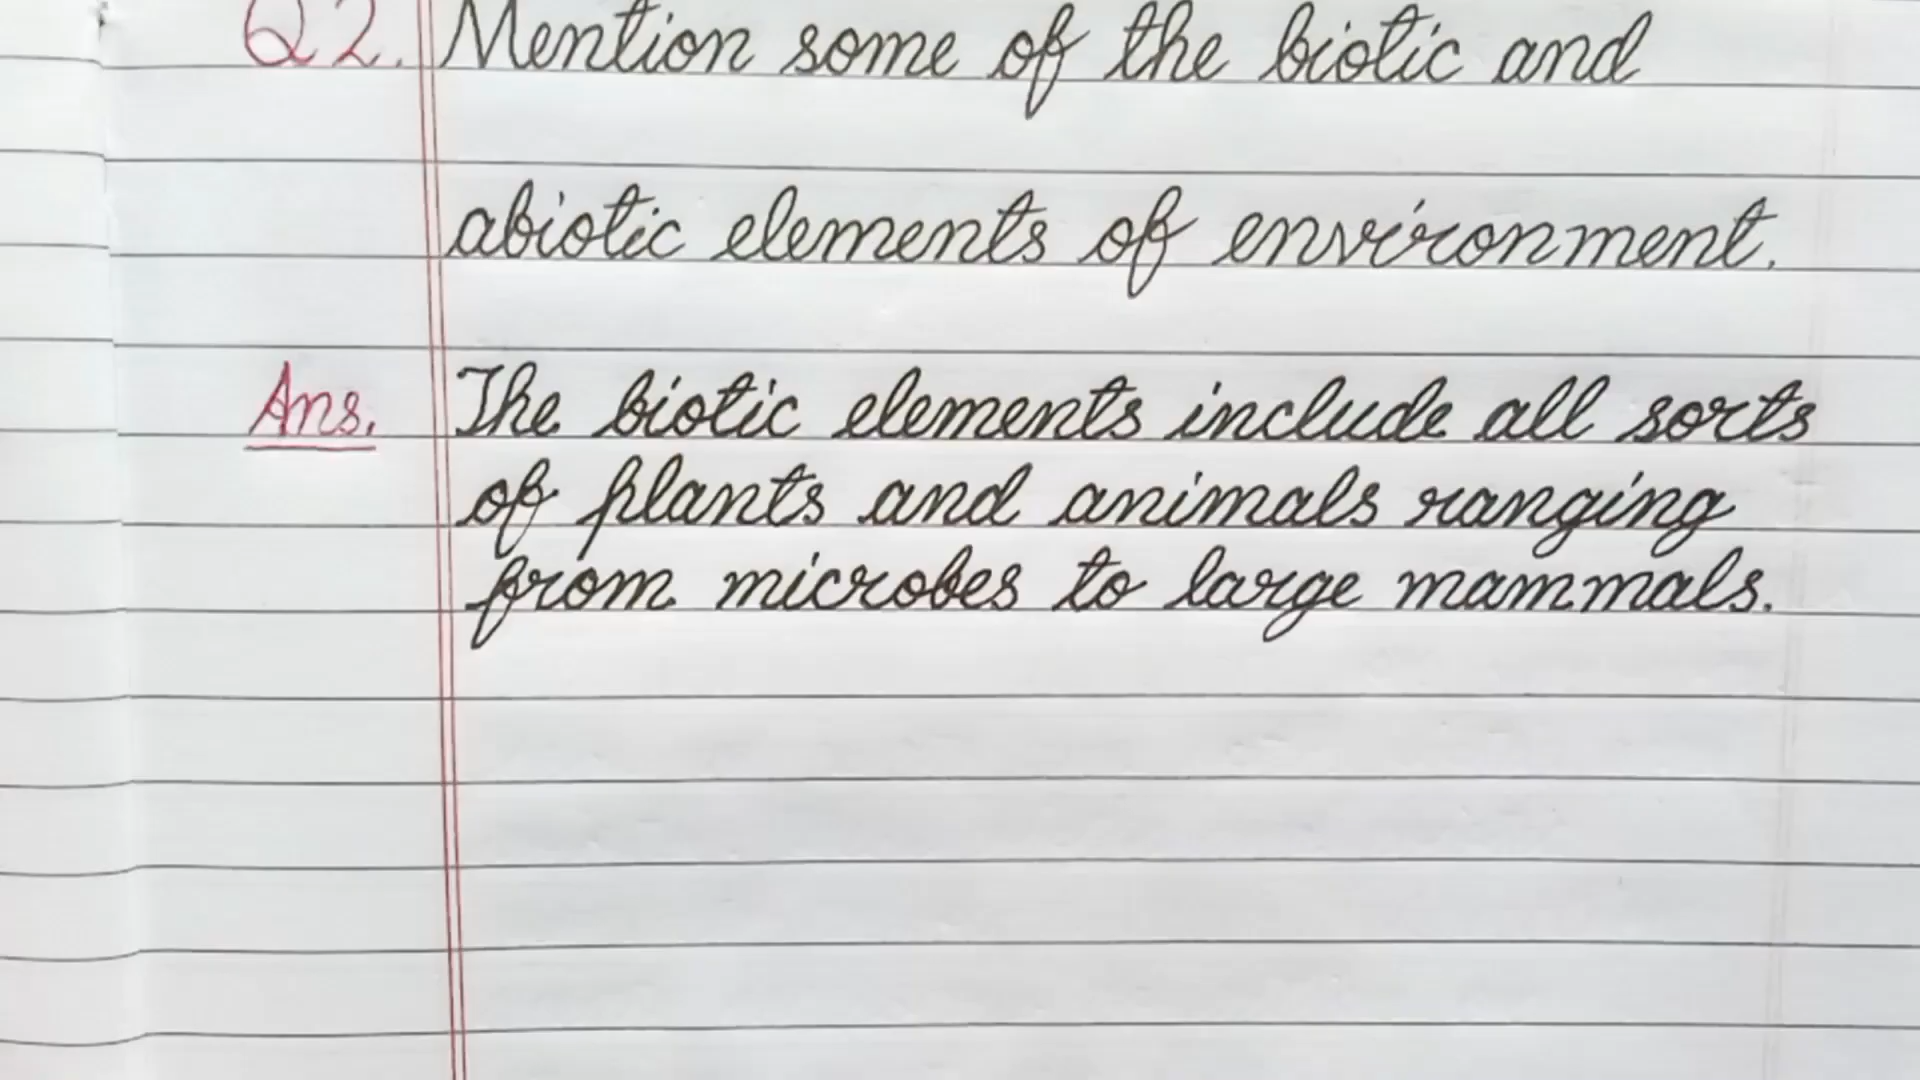 Q2. Mention some of the biotic and
abiotic elements of environment.
Ans. The biotic elements include all sorts
of plants and animals ranging
from microbes to large mammals.